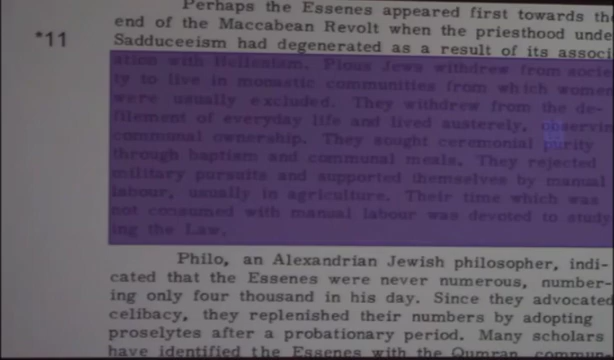 Perhaps the Essenes appeared first towards the
end of the Maccabean Revolt when the priesthood unde
*11
Sadduceeism had degenerated as a result of its associ
ation with Hellenism. Pious Jews withdrew from socie
ty to live in monastic communities from which women
were usually excluded. They withdrew from the de-
filement of everyday life and lived austerely, observin
communal ownership. They sought ceremonial purity
through baptism and communal meals. They rejected
military pursuits and supported themselves by manual
labour, usually in agriculture. Their time which was
not consumed with manual labour was devoted to study
ing the Law.
Philo, an Alexandrian Jewish philosopher, indi-
cated that the Essenes were never numerous, number-
ing only four thousand in his day. Since they advocated
celibacy, they replenished their numbers by adopting
proselytes after a probationary period. Many scholars
have identified the Essenes with the Qumran commun